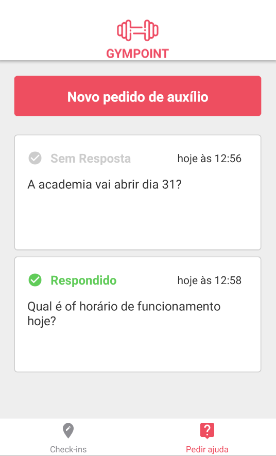 GYMPOINT
Novo pedido de auxílio
Sem Resposta hoje às 12:56
A academia vai abrir dia 31?
Respondido hoje às 12:58
Qual é of horário de funcionamento
hoje?
Check-ins Pedir ajuda